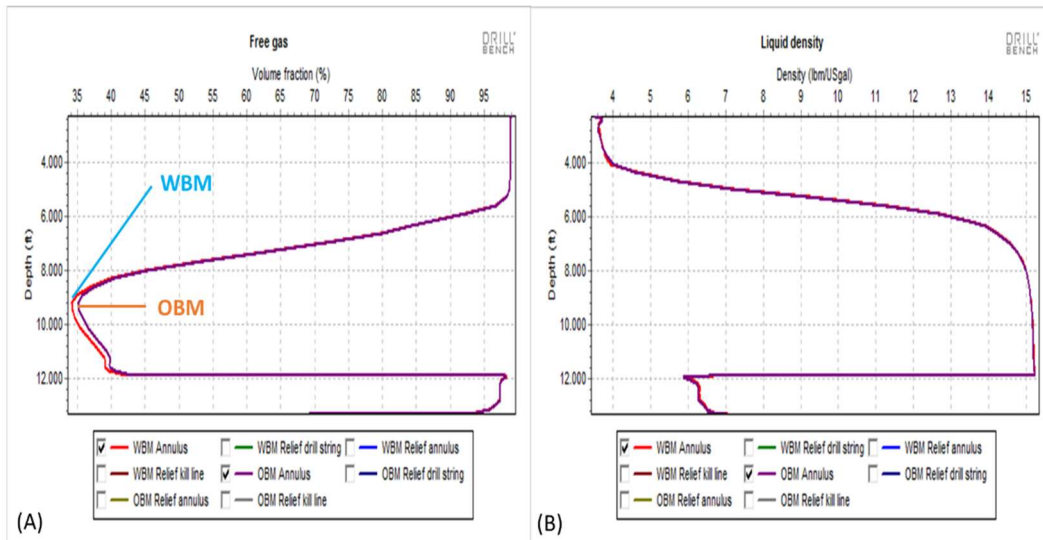 Free gas
DRILL
BENCH
Volume fraction (%)
35 40 45 50 55 60 65 70 75 80 85 90 95
4.000
WBM
6.000
8.000
OBM
10.000
12.000
Depth (ft)
WBM Annulus WBM Relief drill string WBM Relief annulus
WBM Relief kill line OBM Annulus OBM Relief drill string
OBM Relief annulus OBM Relief kill line
(A)
Liquid density
DRILL
BENCH
Density (lbm/USgal)
4 5 6 7 8 9 10 11 12 13 14 15
4.000
6.000
8.000
10.000
12.000
Depth (ft)
WBM Annulus WBM Relief drill string WBM Relief annulus
WBM Relief kill line OBM Annulus OBM Relief drill string
OBM Relief annulus OBM Relief kill line
(B)